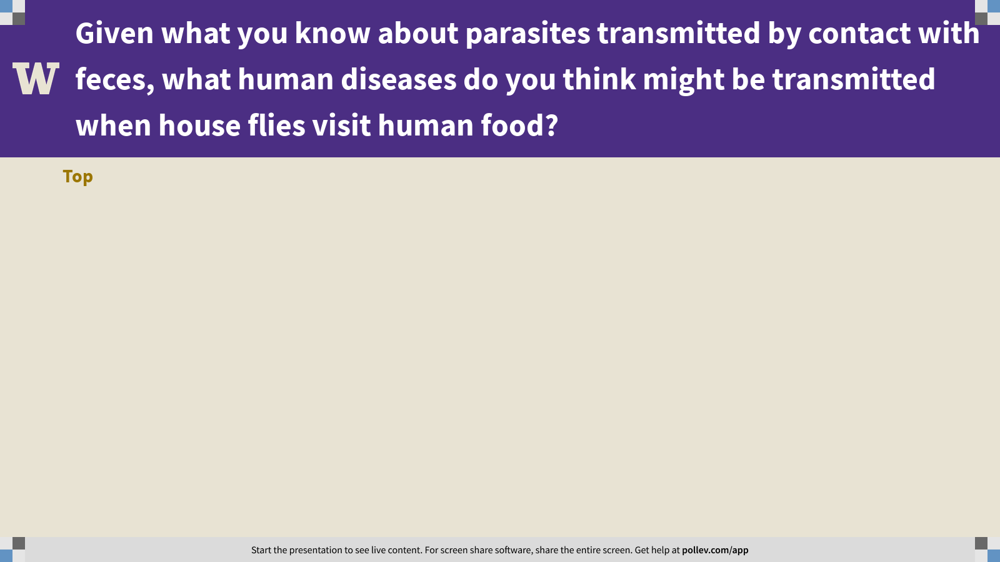 Given what you know about parasites transmitted by contact with
W
feces, what human diseases do you think might be transmitted
when house flies visit human food?
Top
Start the presentation to see live content. For screen share software, share the entire screen. Get help at pollev.com/app